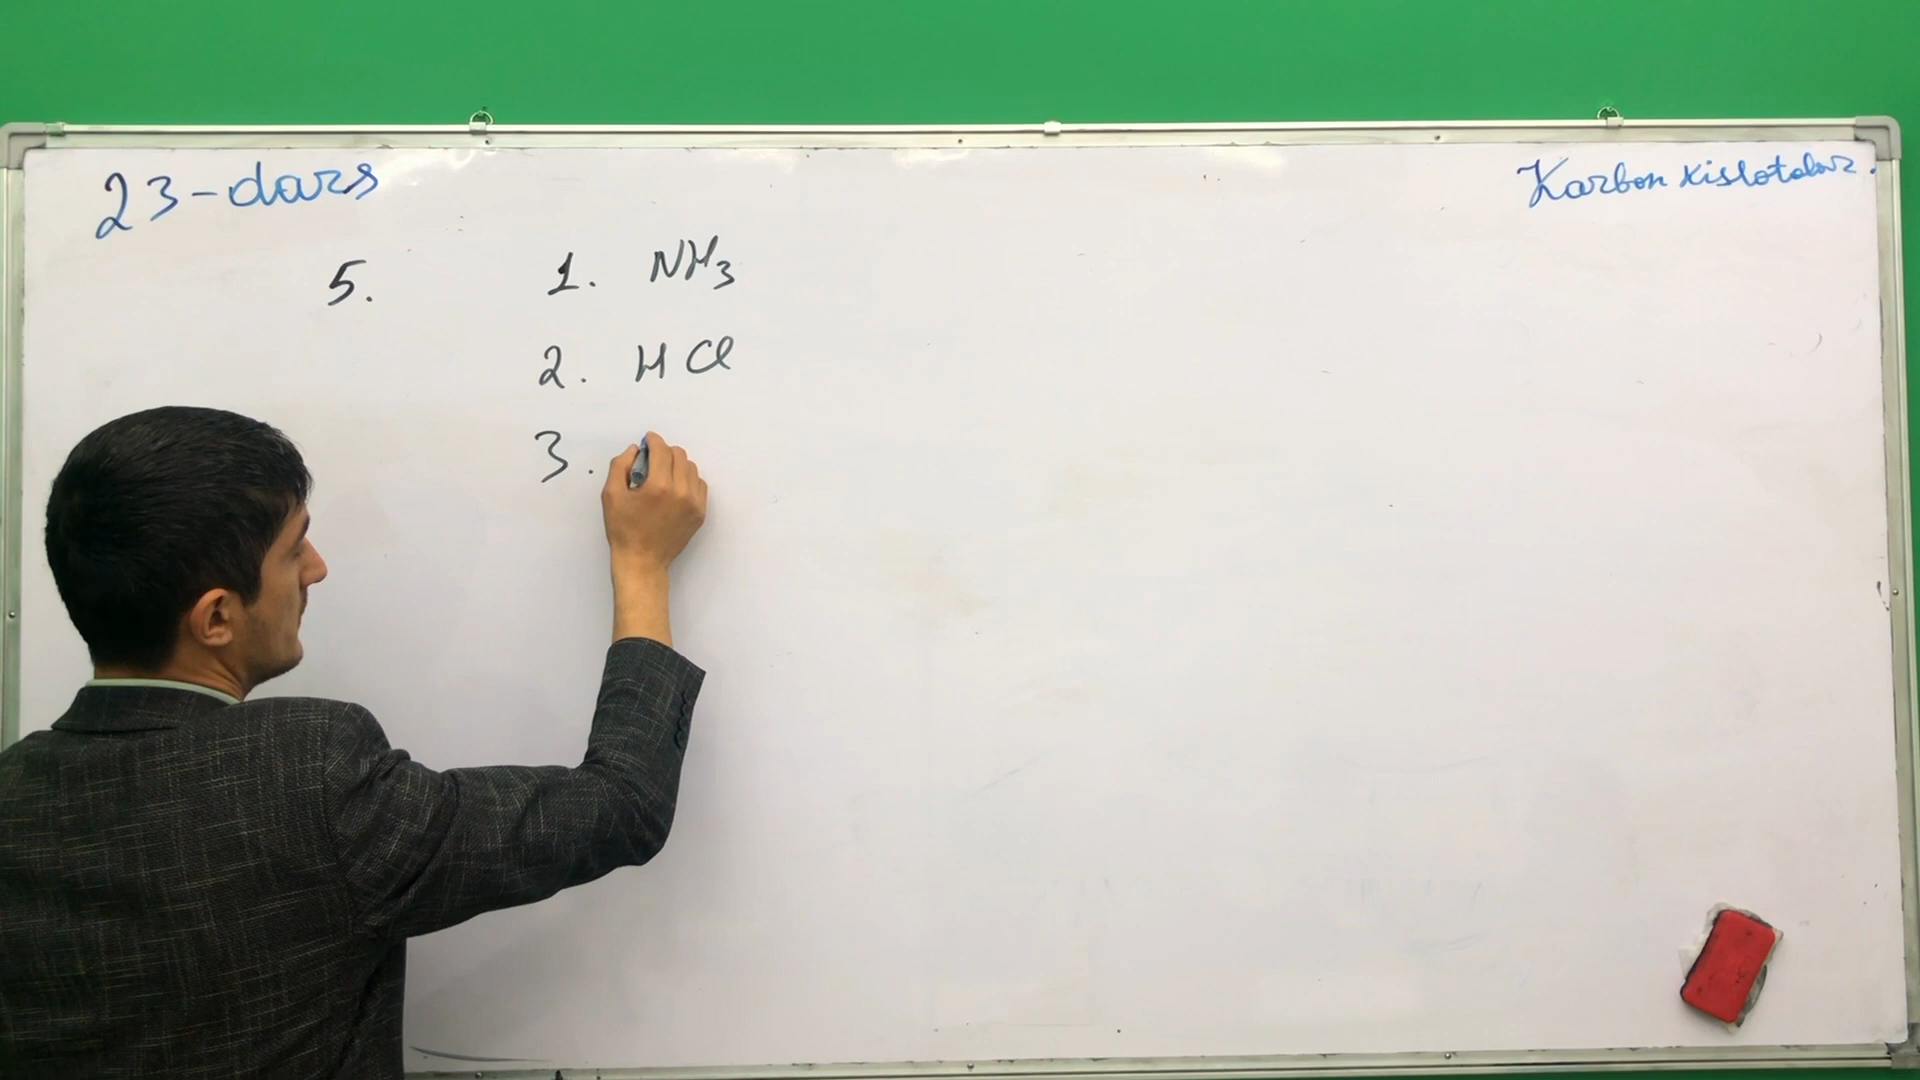 23-dars
Karbon kislotalar.
5. 1. NH₃
2. HCl
3.